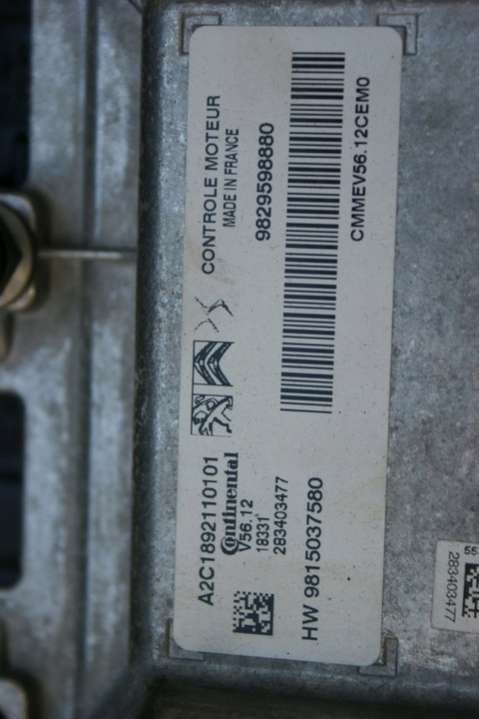 A2C1892110101
CONTROLE MOTEUR
MADE IN FRANCE
Continental
V56.12
18331
283403477
9829598880
HW 9815037580
CMMEV56.12CEM0
283403477